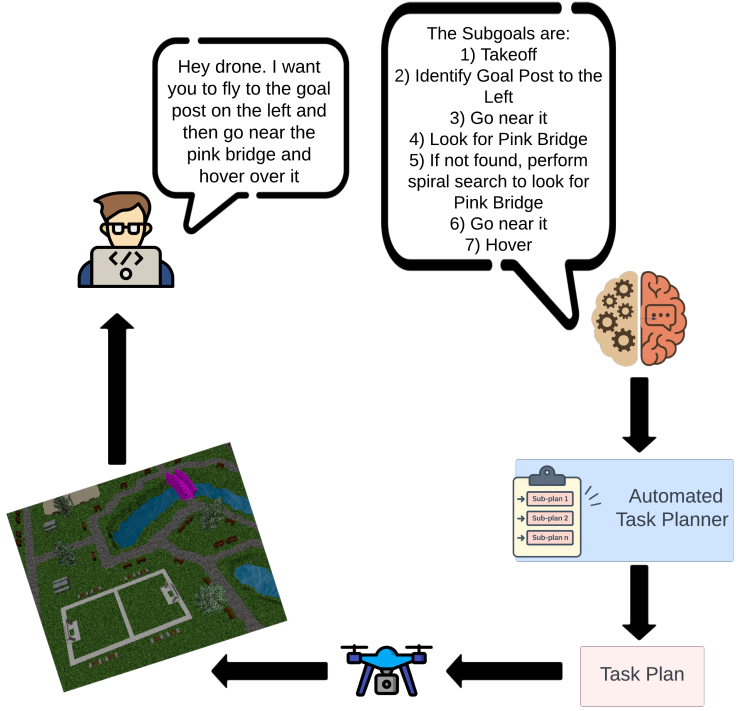 Hey drone. I want
you to fly to the goal
post on the left and
then go near the
pink bridge and
hover over it
The Subgoals are:
1) Takeoff
2) Identify Goal Post to the
Left
3) Go near it
4) Look for Pink Bridge
5) If not found, perform
spiral search to look for
Pink Bridge
6) Go near it
7) Hover
</>
Sub-plan 1
Sub-plan 2
Sub-plan n
Automated
Task Planner
Task Plan